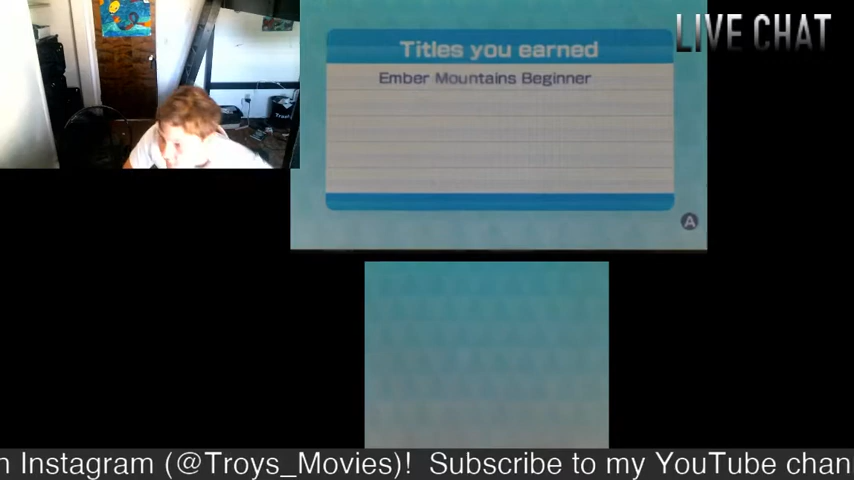 LIVE CHAT
Titles you earned
Ember Mountains Beginner
A
n Instagram (@Troys_Movies)! Subscribe to my YouTube chan